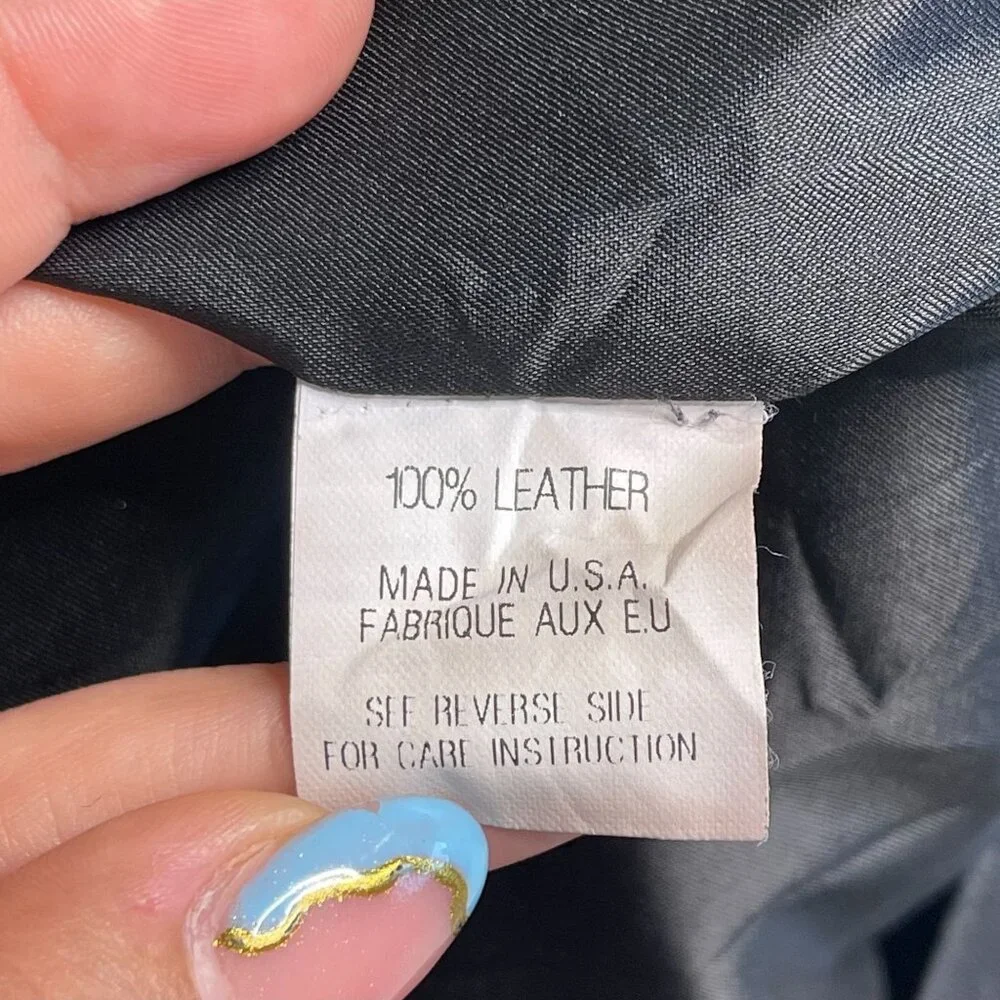 100% LEATHER
MADE IN U.S.A.
FABRIQUE AUX E.U
SEE REVERSE SIDE
FOR CARE INSTRUCTION